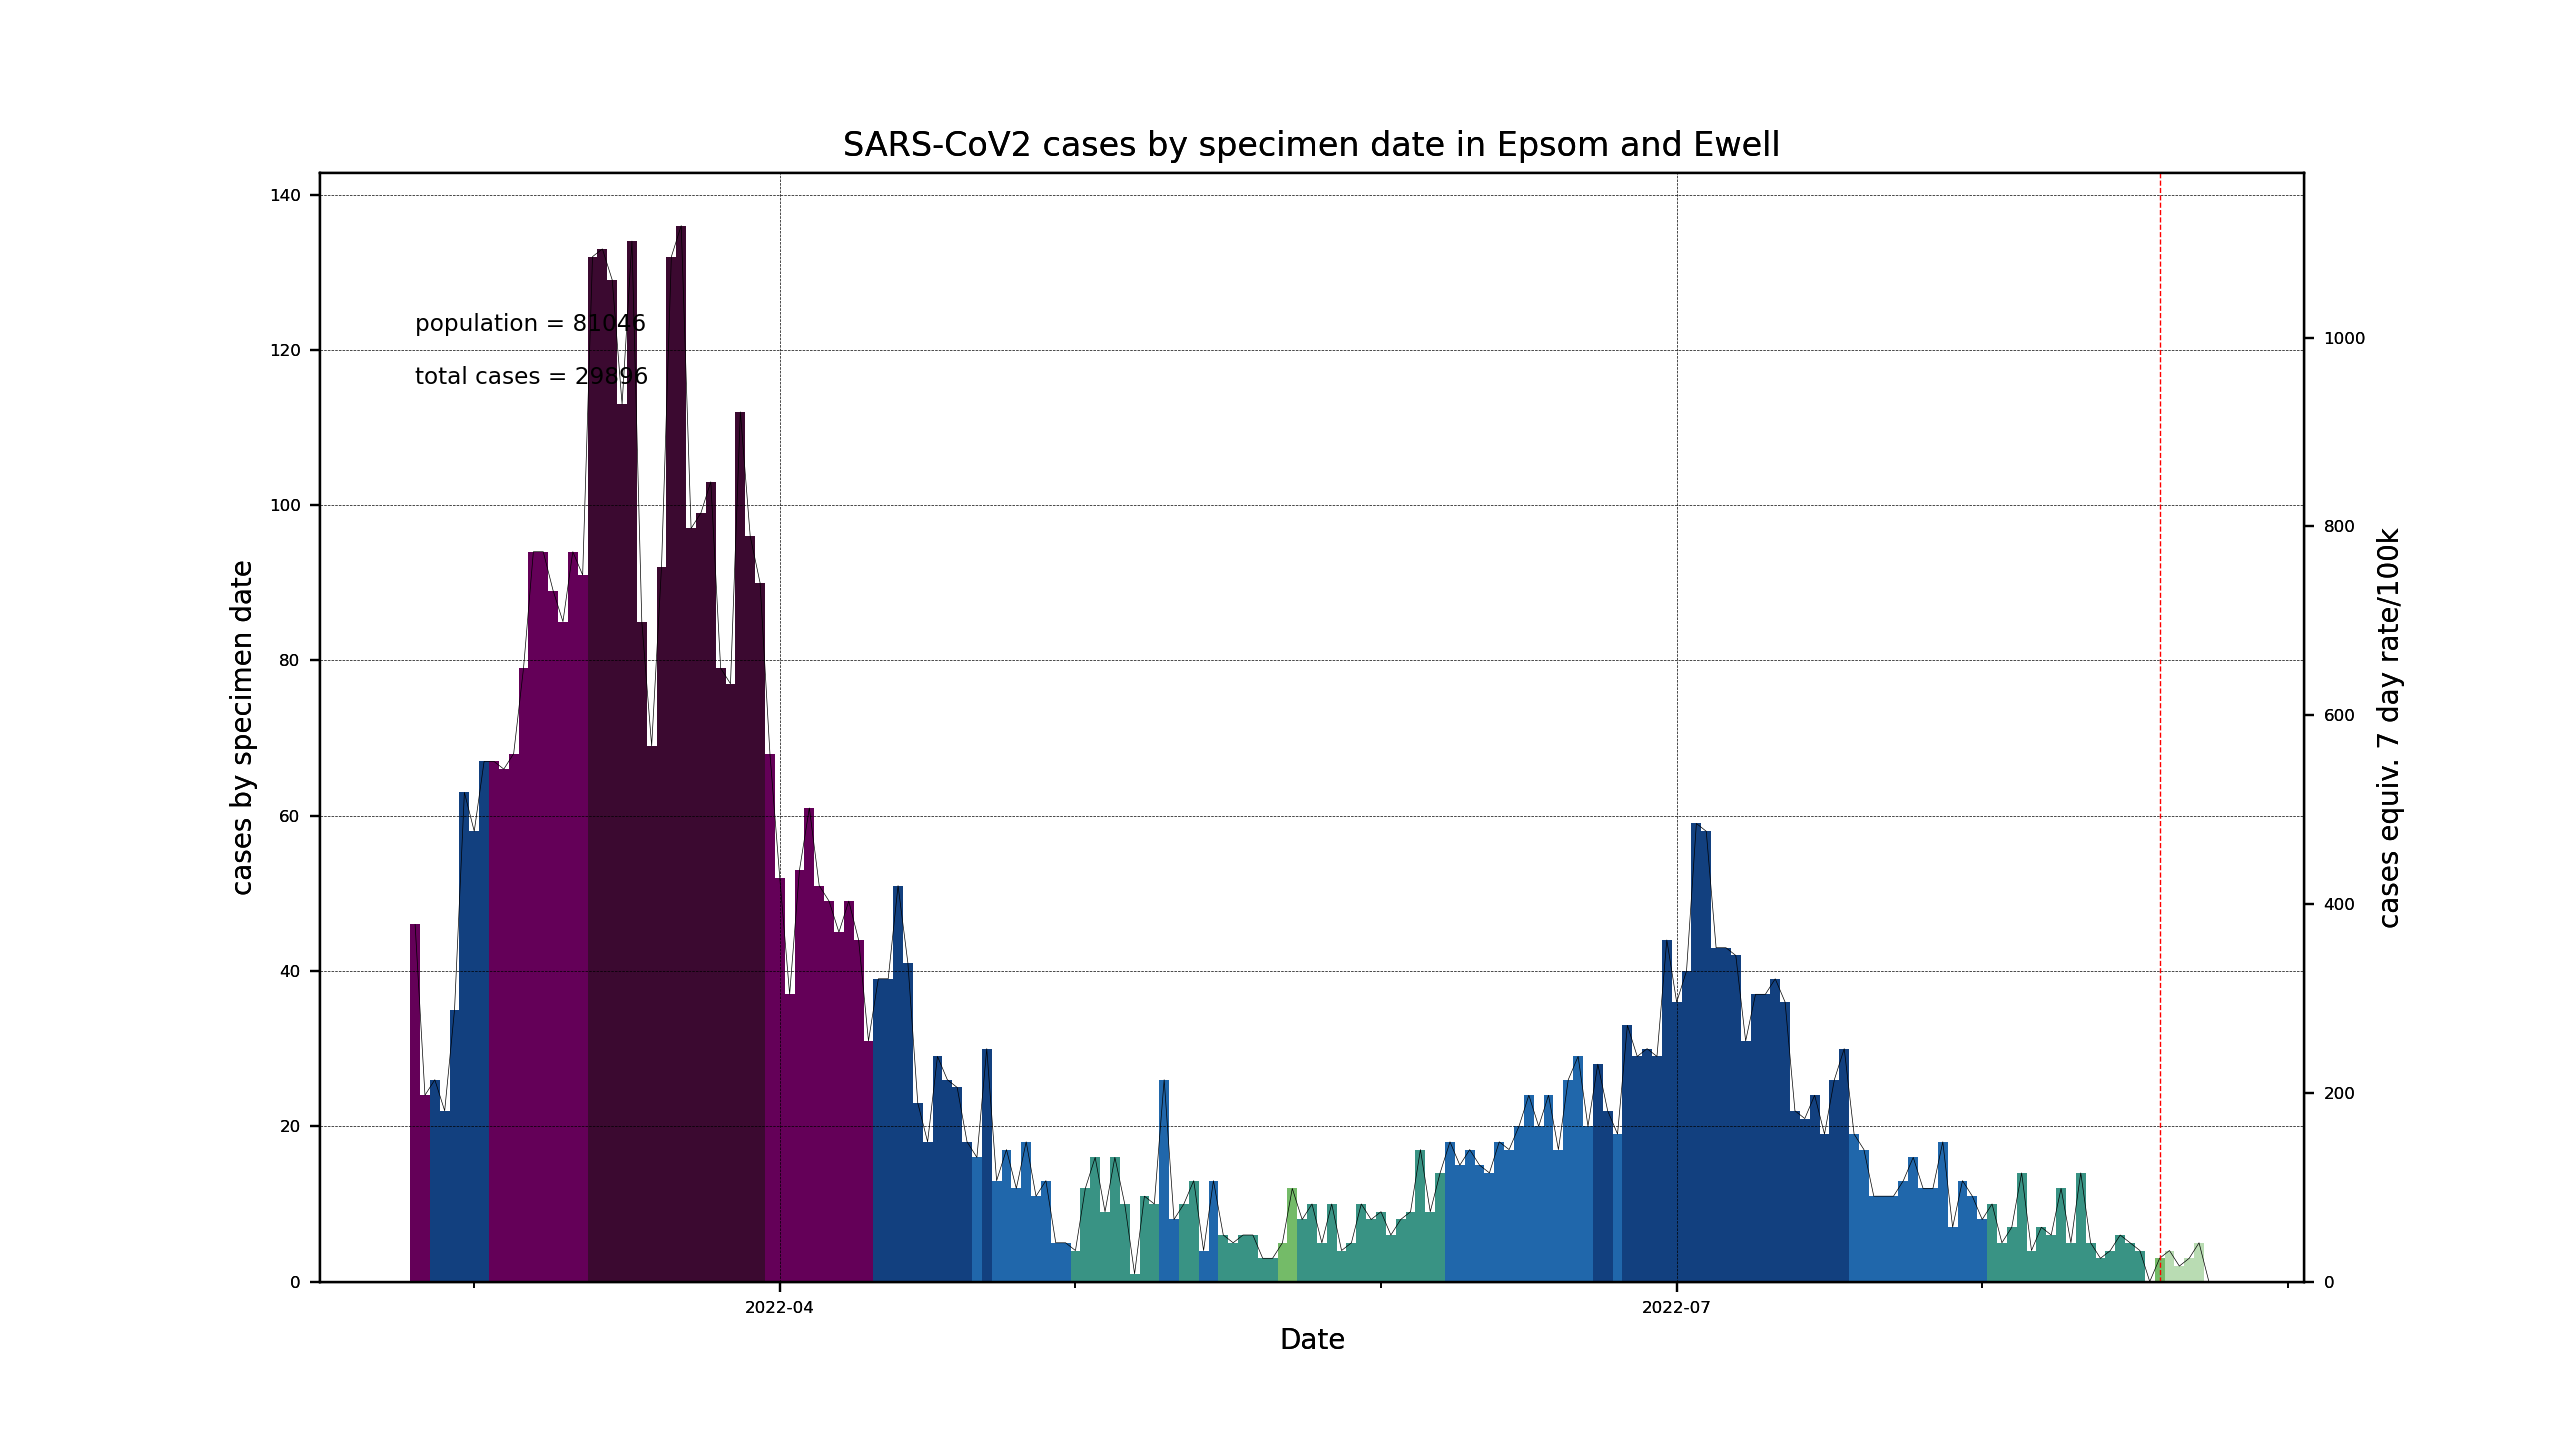 SARS-CoV2 cases by specimen date in Epsom and Ewell
140
120
100
80
60
40
20
0
cases by specimen date
population = 81046
total cases = 29896
1000
800
600
400
200
0
cases equiv. 7 day rate/100k
2022-04
2022-07
Date